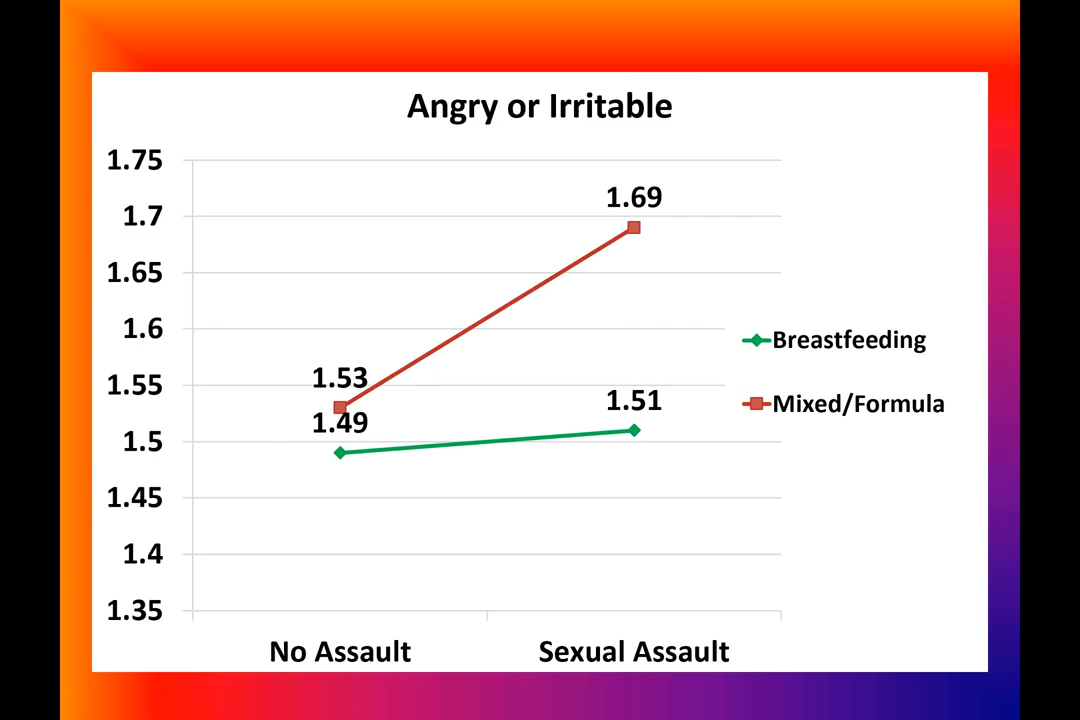 Angry or Irritable
1.75
1.7
1.65
1.6
1.55
1.5
1.45
1.4
1.35
1.69
1.53
1.49
1.51
Breastfeeding
Mixed/Formula
No Assault
Sexual Assault